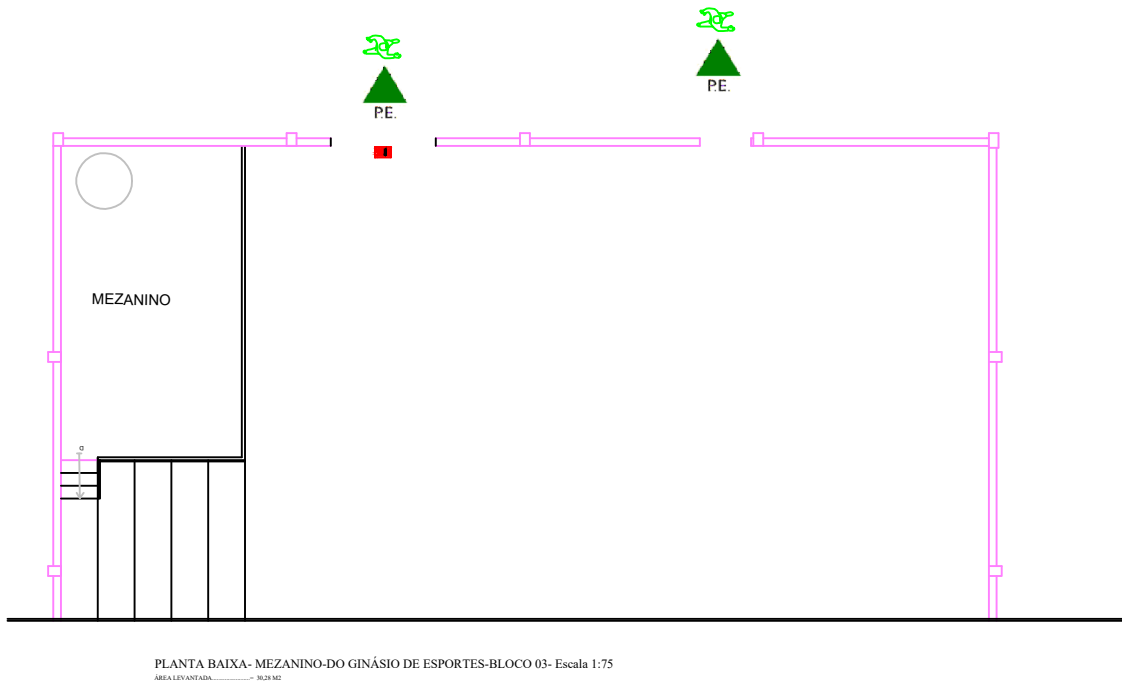 P.E.
P.E.
MEZANINO
PLANTA BAIXA- MEZANINO-DO GINÁSIO DE ESPORTES-BLOCO 03- Escala 1:75
ÁREA LEVANTADA....................= 30,28 M2